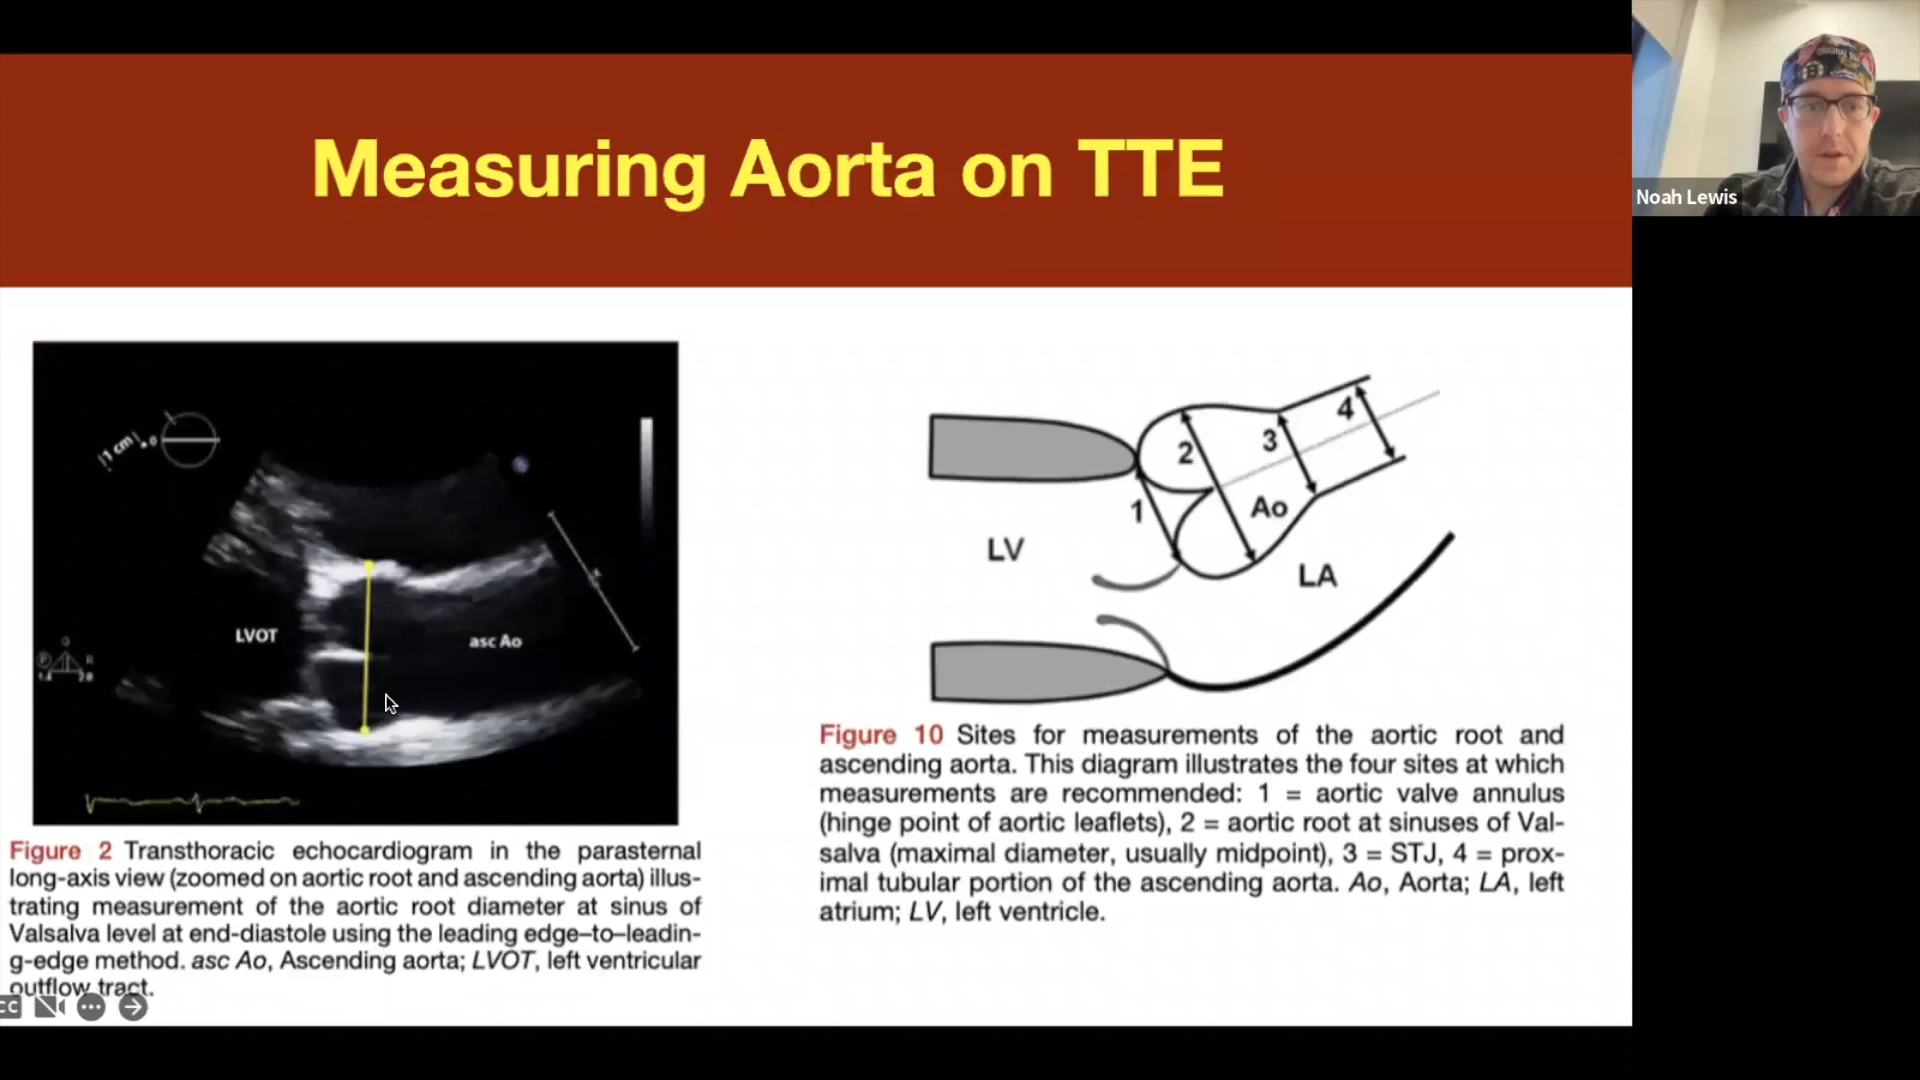 Measuring Aorta on TTE
Noah Lewis
1 cm
LVOT
asc Ao
1
2
3
4
Ao
LV
LA
Figure 2 Transthoracic echocardiogram in the parasternal
long-axis view (zoomed on aortic root and ascending aorta) illus-
trating measurement of the aortic root diameter at sinus of
Valsalva level at end-diastole using the leading edge–to–leadin-
g-edge method. asc Ao, Ascending aorta; LVOT, left ventricular
outflow tract.
Figure 10 Sites for measurements of the aortic root and
ascending aorta. This diagram illustrates the four sites at which
measurements are recommended: 1 = aortic valve annulus
(hinge point of aortic leaflets), 2 = aortic root at sinuses of Val-
salva (maximal diameter, usually midpoint), 3 = STJ, 4 = prox-
imal tubular portion of the ascending aorta. Ao, Aorta; LA, left
atrium; LV, left ventricle.